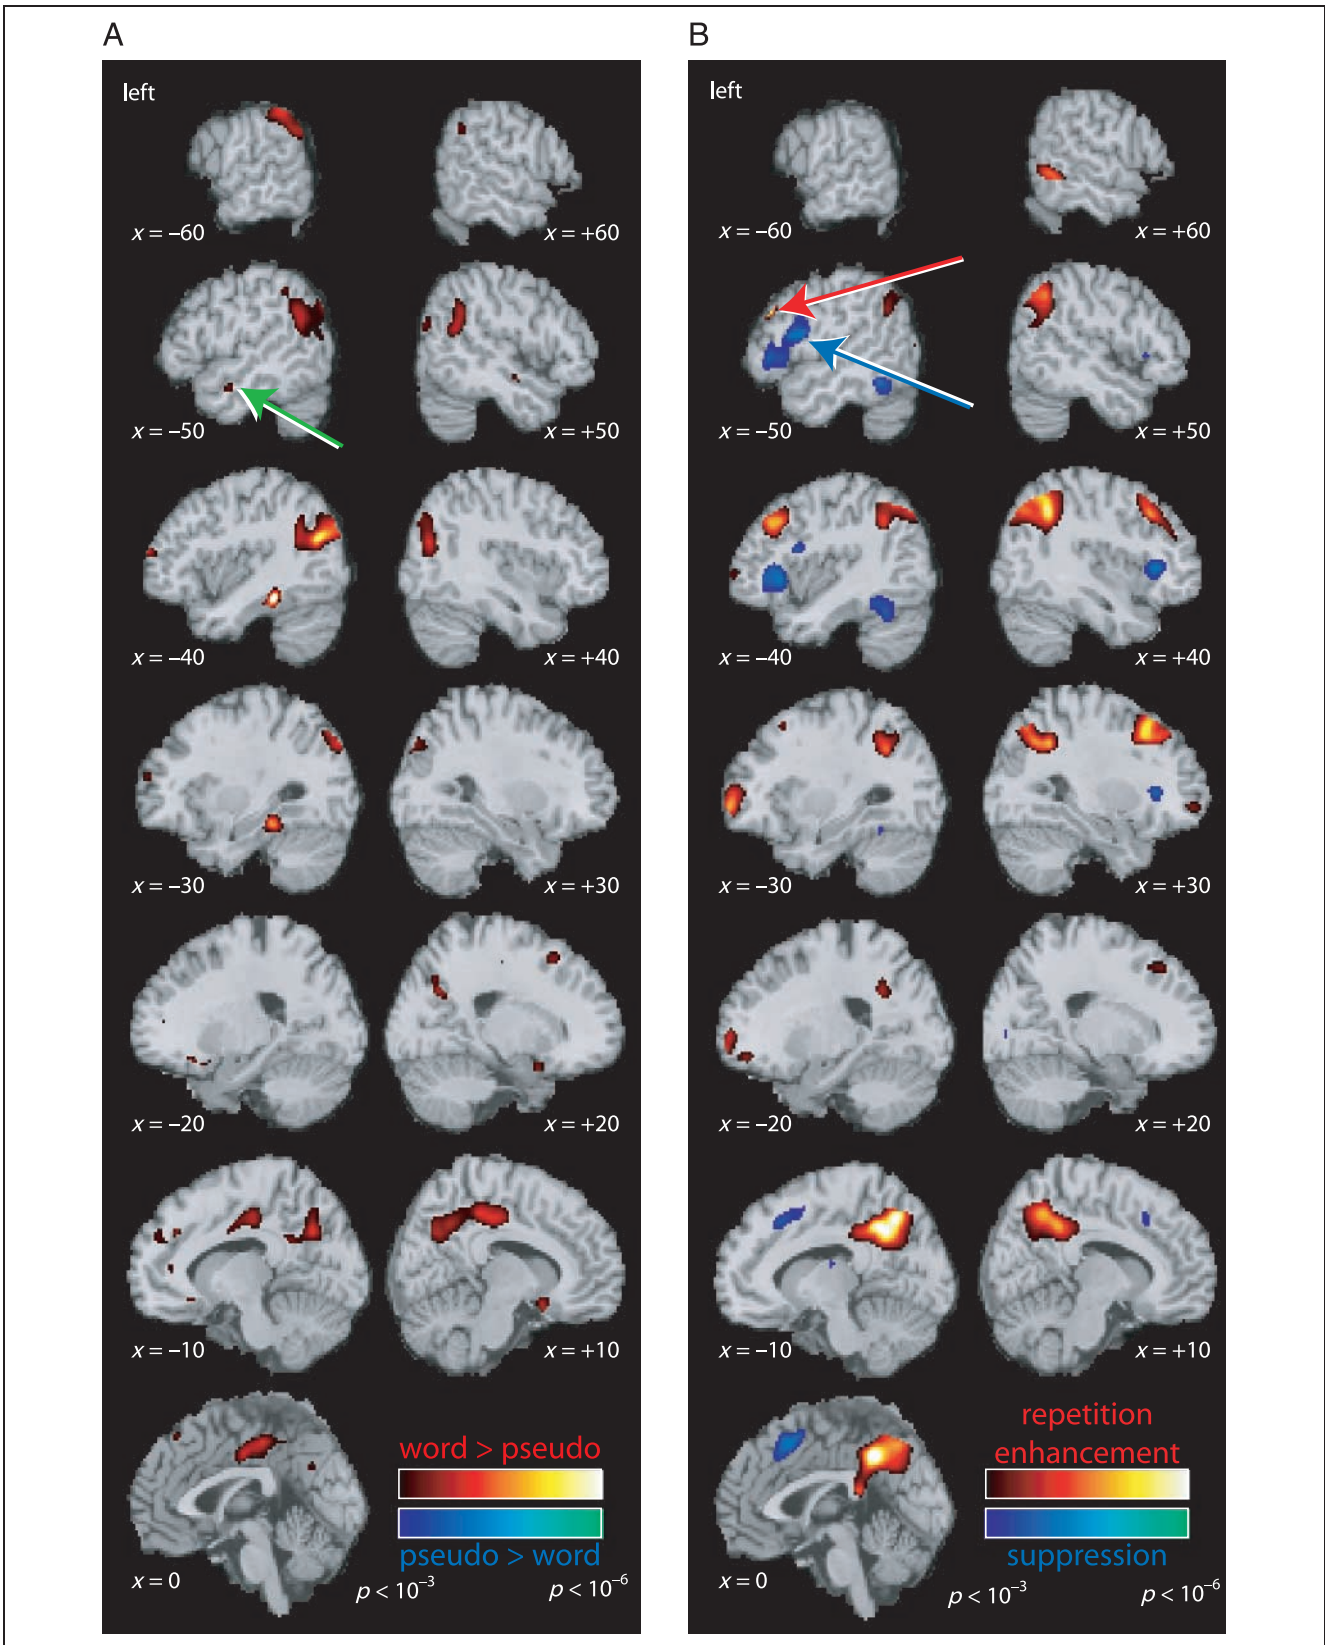 A
B
left
left
x = –60
x = +60
x = –60
x = +60
x = –50
x = +50
x = –50
x = +50
x = –40
x = +40
x = –40
x = +40
x = –30
x = +30
x = –30
x = +30
x = –20
x = +20
x = –20
x = +20
x = –10
x = +10
x = –10
x = +10
word > pseudo
pseudo > word
x = 0
p < 10⁻³
p < 10⁻⁶
repetition
enhancement
suppression
x = 0
p < 10⁻³
p < 10⁻⁶